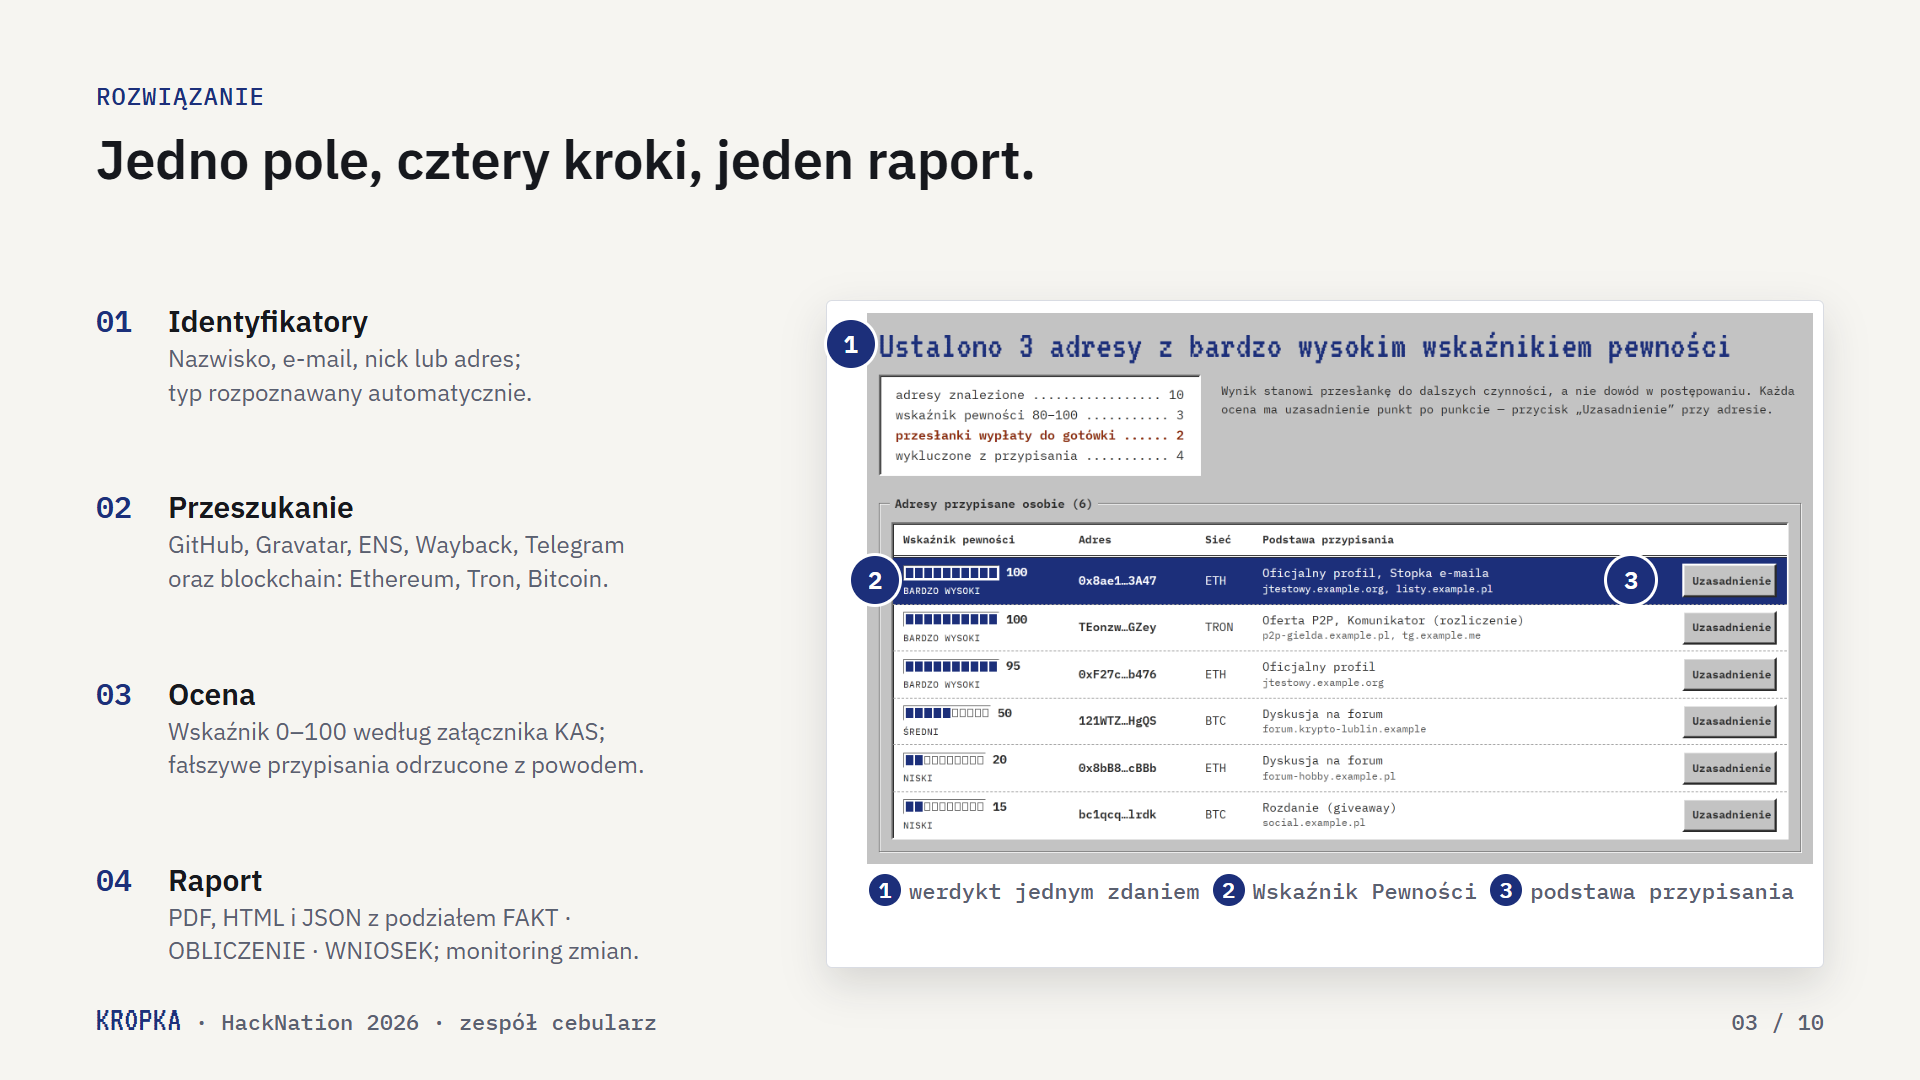 ROZWIĄZANIE
Jedno pole, cztery kroki, jeden raport.
01 Identyfikatory
Nazwisko, e-mail, nick lub adres;
typ rozpoznawany automatycznie.
02 Przeszukanie
GitHub, Gravatar, ENS, Wayback, Telegram
oraz blockchain: Ethereum, Tron, Bitcoin.
03 Ocena
Wskaźnik 0–100 według załącznika KAS;
fałszywe przypisania odrzucone z powodem.
04 Raport
PDF, HTML i JSON z podziałem FAKT ·
OBLICZENIE · WNIOSEK; monitoring zmian.
1 Ustalono 3 adresy z bardzo wysokim wskaźnikiem pewności
adresy znalezione ................. 10
wskaźnik pewności 80–100 ........... 3
przesłanki wypłaty do gotówki ...... 2
wykluczone z przypisania ........... 4
Wynik stanowi przesłankę do dalszych czynności, a nie dowód w postępowaniu. Każda
ocena ma uzasadnienie punkt po punkcie — przycisk „Uzasadnienie” przy adresie.
Adresy przypisane osobie (6)
Wskaźnik pewności Adres Sieć Podstawa przypisania
2 100 0x8ae1…3A47 ETH Oficjalny profil, Stopka e-maila 3 Uzasadnienie
BARDZO WYSOKI jtestowy.example.org, listy.example.pl
100 TEonzw…GZey TRON Oferta P2P, Komunikator (rozliczenie) Uzasadnienie
BARDZO WYSOKI p2p-gielda.example.pl, tg.example.me
95 0xF27c…b476 ETH Oficjalny profil Uzasadnienie
BARDZO WYSOKI jtestowy.example.org
50 121WTZ…HgQS BTC Dyskusja na forum Uzasadnienie
ŚREDNI forum.krypto-lublin.example
20 0x8bB8…cBBb ETH Dyskusja na forum Uzasadnienie
NISKI forum-hobby.example.pl
15 bc1qcq…lrdk BTC Rozdanie (giveaway) Uzasadnienie
NISKI social.example.pl
1 werdykt jednym zdaniem 2 Wskaźnik Pewności 3 podstawa przypisania
KROPKA · HackNation 2026 · zespół cebularz
03 / 10